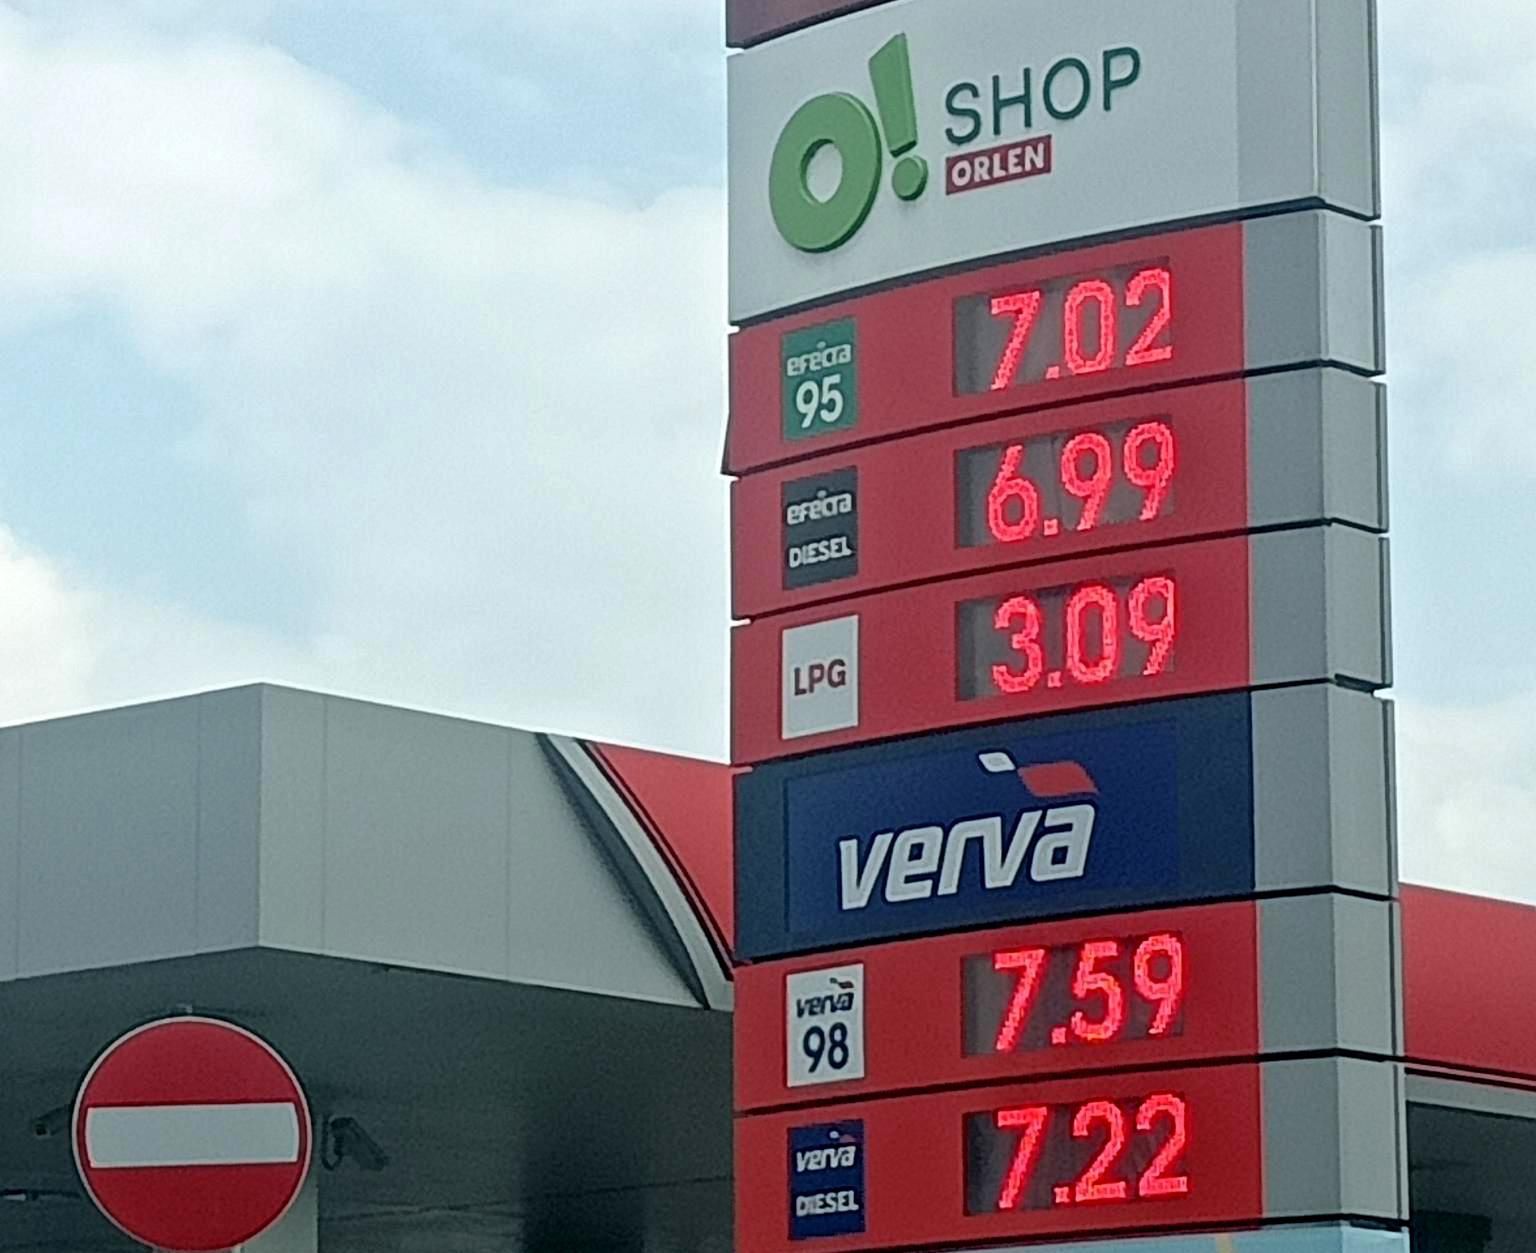 O! SHOP
ORLEN
efecta 95 7.02
efecta DIESEL 6.99
LPG 3.09
verva
verva 98 7.59
verva DIESEL 7.22